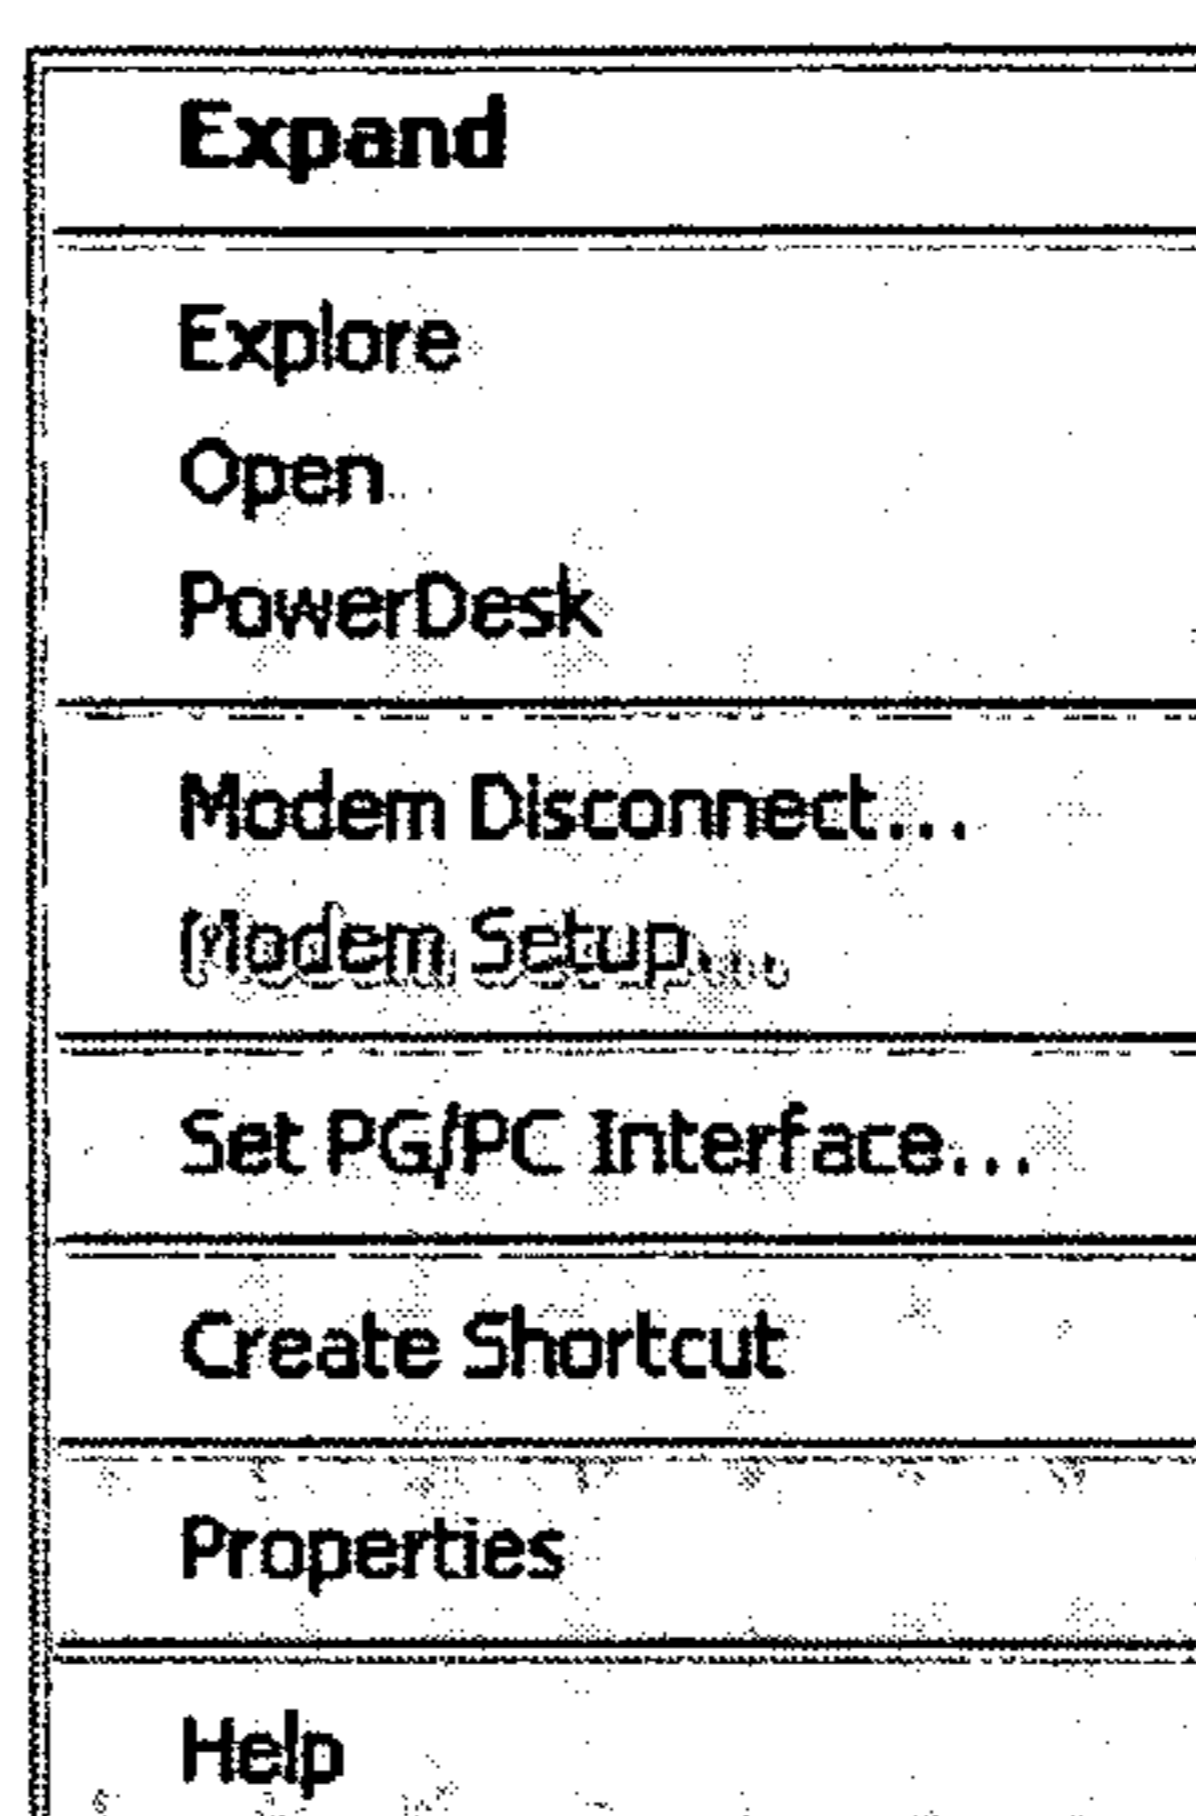 Expand
Explore
Open
PowerDesk
Modem Disconnect...
Modem Setup...
Set PG/PC Interface...
Create Shortcut
Properties
Help